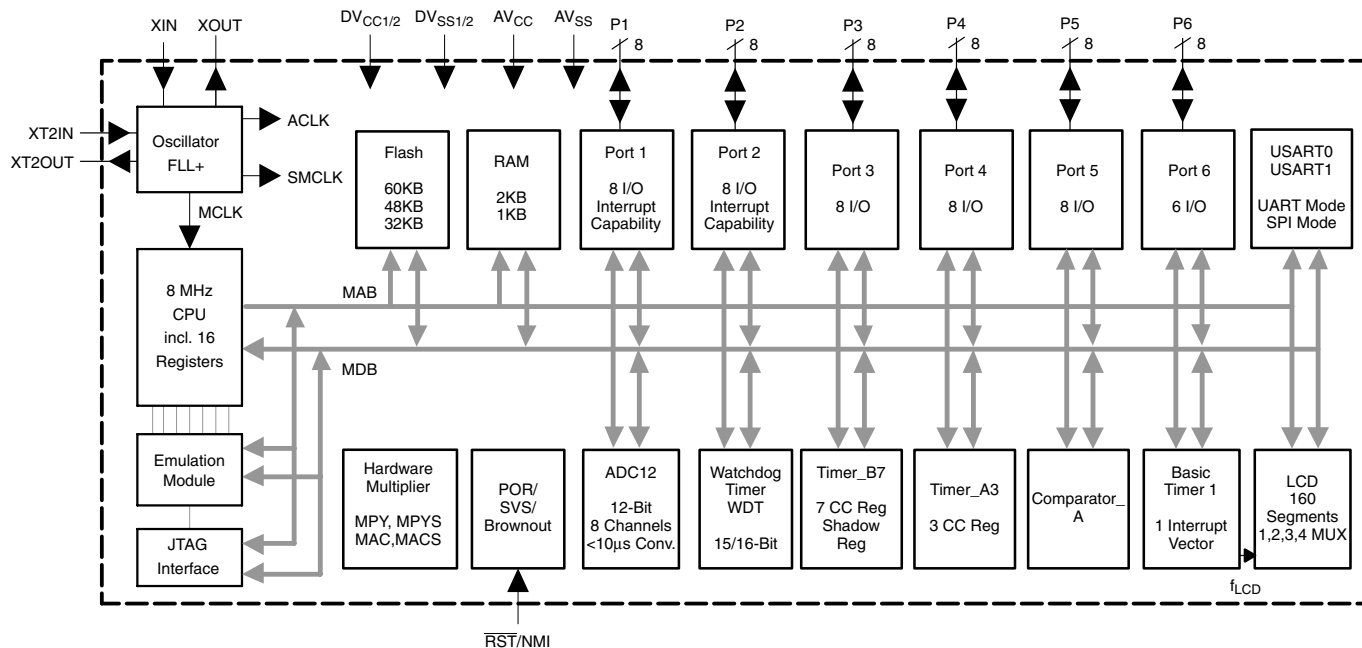 XIN XOUT DVCC1/2 DVSS1/2 AVCC AVSS P1 P2 P3 P4 P5 P6
8 8 8 8 8 8
XT2IN
XT2OUT
Oscillator
FLL+
ACLK
SMCLK
MCLK
Flash
60KB
48KB
32KB
RAM
2KB
1KB
Port 1
8 I/O
Interrupt
Capability
Port 2
8 I/O
Interrupt
Capability
Port 3
8 I/O
Port 4
8 I/O
Port 5
8 I/O
Port 6
6 I/O
USART0
USART1
UART Mode
SPI Mode
8 MHz
CPU
incl. 16
Registers
MAB
MDB
Emulation
Module
JTAG
Interface
Hardware
Multiplier
MPY, MPYS
MAC,MACS
POR/
SVS/
Brownout
ADC12
12-Bit
8 Channels
<10μs Conv.
Watchdog
Timer
WDT
15/16-Bit
Timer_B7
7 CC Reg
Shadow
Reg
Timer_A3
3 CC Reg
Comparator_
A
Basic
Timer 1
1 Interrupt
Vector
LCD
160
Segments
1,2,3,4 MUX
fLCD
RST/NMI